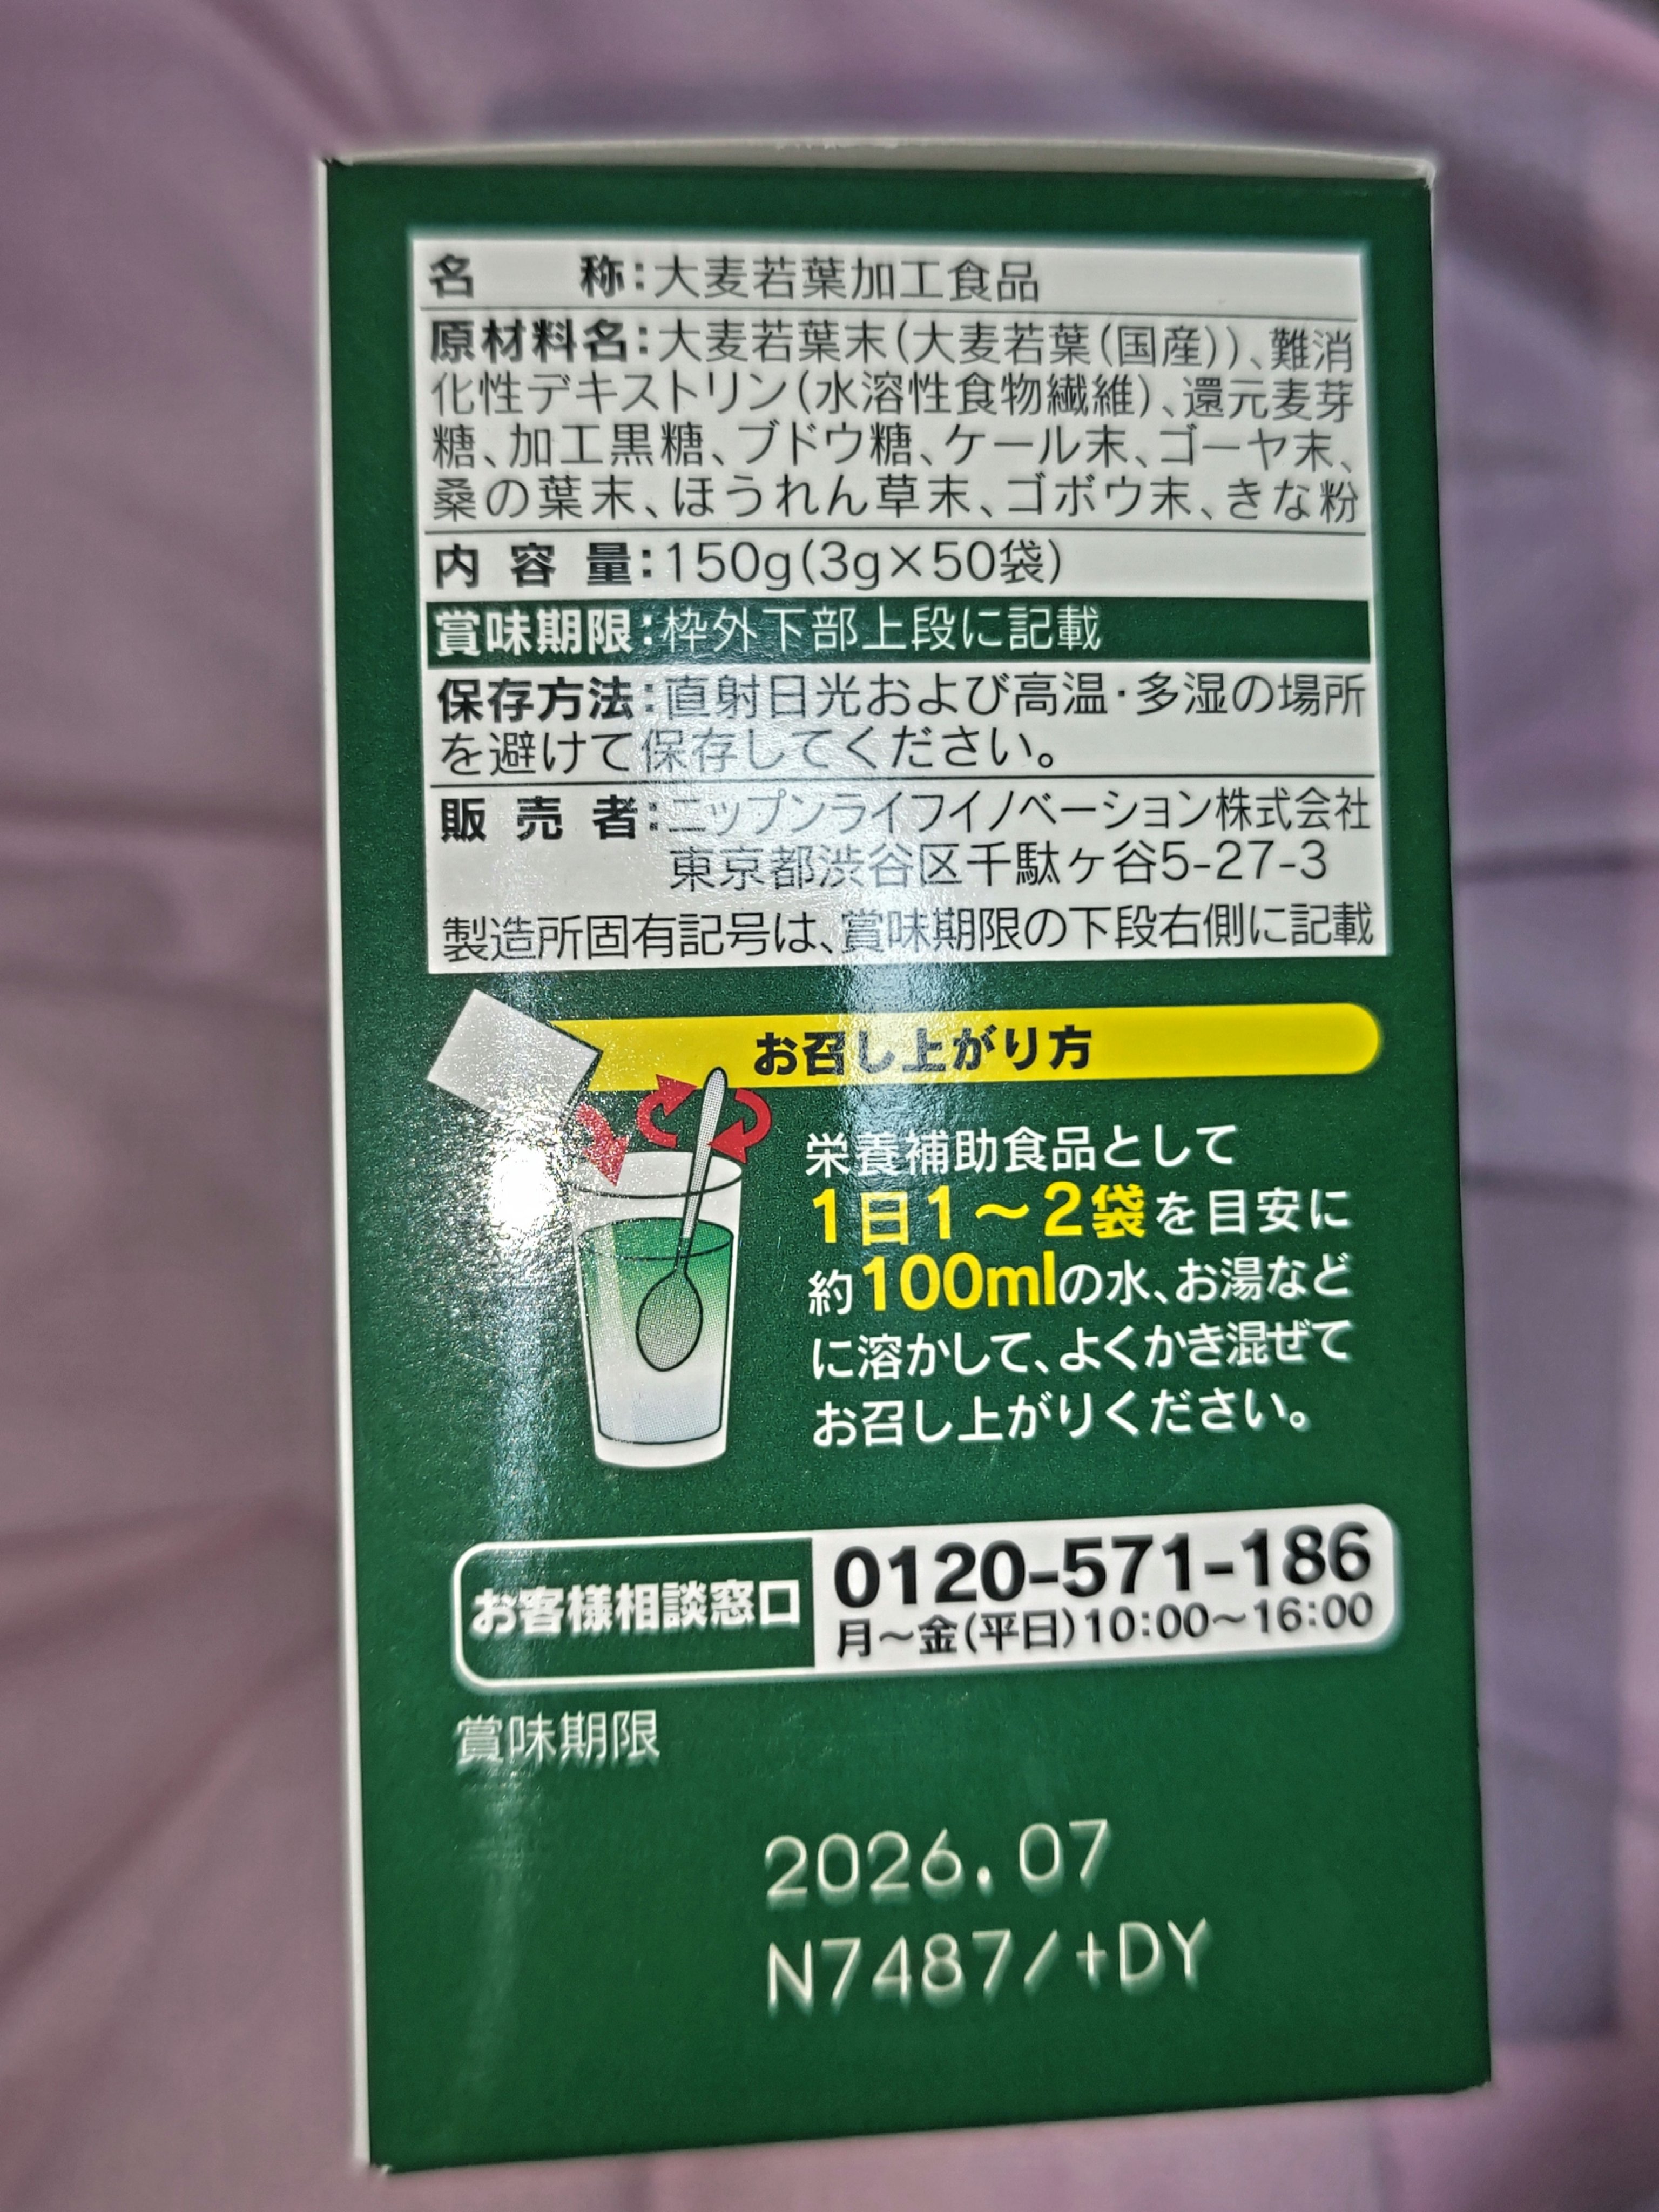 名 称:大麦若葉加工食品
原材料名:大麦若葉末(大麦若葉(国産))、難消
化性デキストリン(水溶性食物繊維)、還元麦芽
糖、加工黒糖、ブドウ糖、ケール末、ゴーヤ末、
桑の葉末、ほうれん草末、ゴボウ末、きな粉
内容量:150g(3g×50袋)
賞味期限:枠外下部上段に記載
保存方法:直射日光および高温・多湿の場所
を避けて保存してください。
販売者:ニップンライフイノベーション株式会社
東京都渋谷区千駄ヶ谷5-27-3
製造所固有記号は、賞味期限の下段右側に記載
お召し上がり方
栄養補助食品として
1日1〜2袋を目安に
約100mlの水、お湯など
に溶かして、よくかき混ぜて
お召し上がりください。
お客様相談窓口
0120-571-186
月〜金(平日)10:00〜16:00
賞味期限
2026.07
N7487/+DY